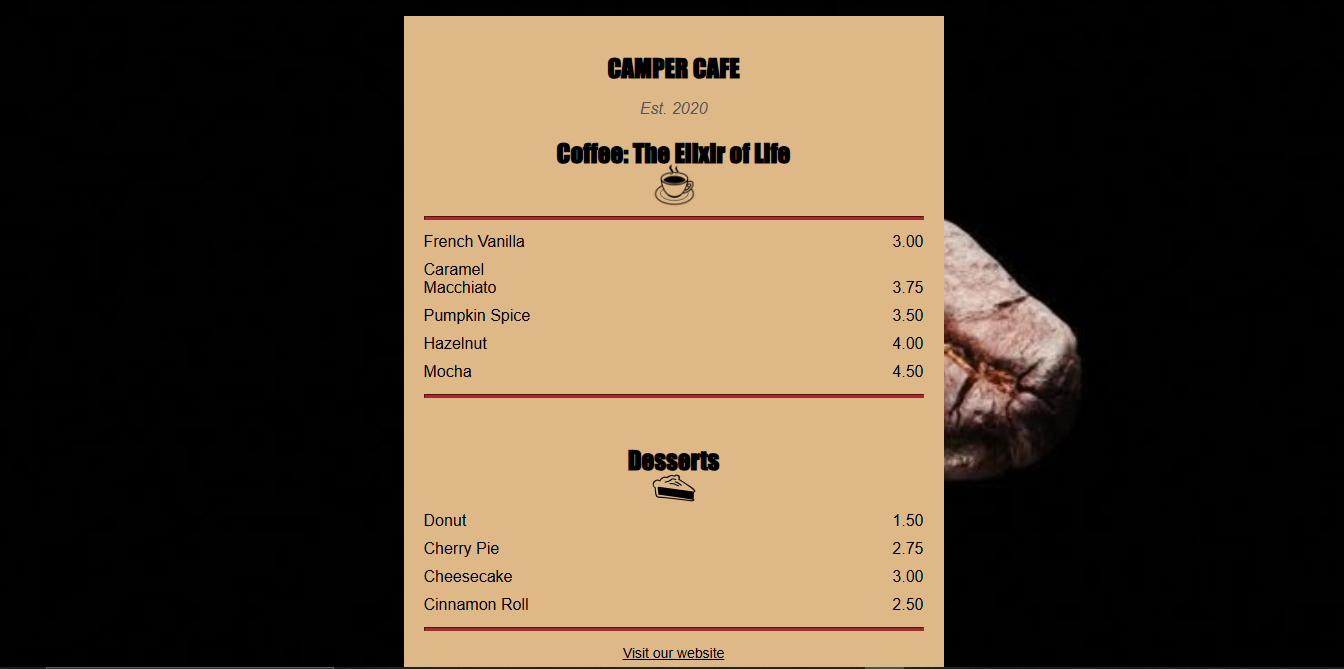 CAMPER CAFE
Est. 2020
Coffee: The Elixir of Life
French Vanilla 3.00
Caramel
Macchiato 3.75
Pumpkin Spice 3.50
Hazelnut 4.00
Mocha 4.50
Desserts
Donut 1.50
Cherry Pie 2.75
Cheesecake 3.00
Cinnamon Roll 2.50
Visit our website